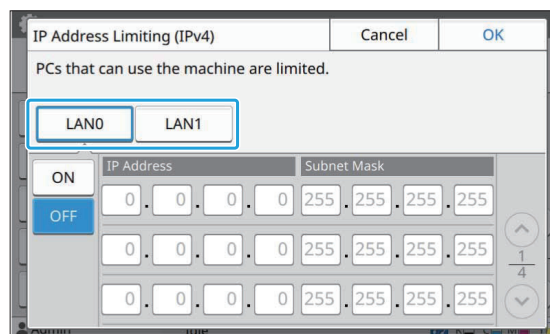 IP Address Limiting (IPv4) Cancel OK
PCs that can use the machine are limited.
LAN0 LAN1
IP Address Subnet Mask
ON
0 . 0 . 0 . 0 255 . 255 . 255 . 255
OFF
0 . 0 . 0 . 0 255 . 255 . 255 . 255
1
4
0 . 0 . 0 . 0 255 . 255 . 255 . 255
Admin Idle